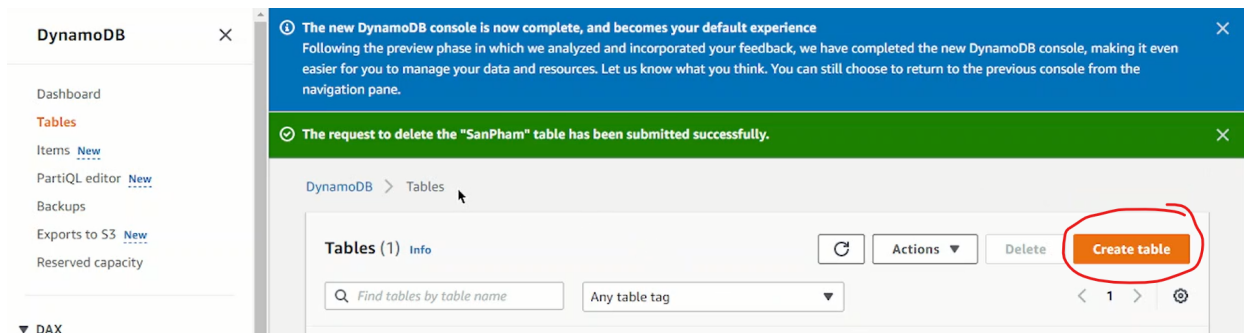 DynamoDB
Dashboard
Tables
Items New
PartiQL editor New
Backups
Exports to S3 New
Reserved capacity
DAX
The new DynamoDB console is now complete, and becomes your default experience
Following the preview phase in which we analyzed and incorporated your feedback, we have completed the new DynamoDB console, making it even
easier for you to manage your data and resources. Let us know what you think. You can still choose to return to the previous console from the
navigation pane.
The request to delete the "SanPham" table has been submitted successfully.
DynamoDB > Tables
Tables (1) Info
Actions
Delete
Create table
Find tables by table name
Any table tag
< 1 >